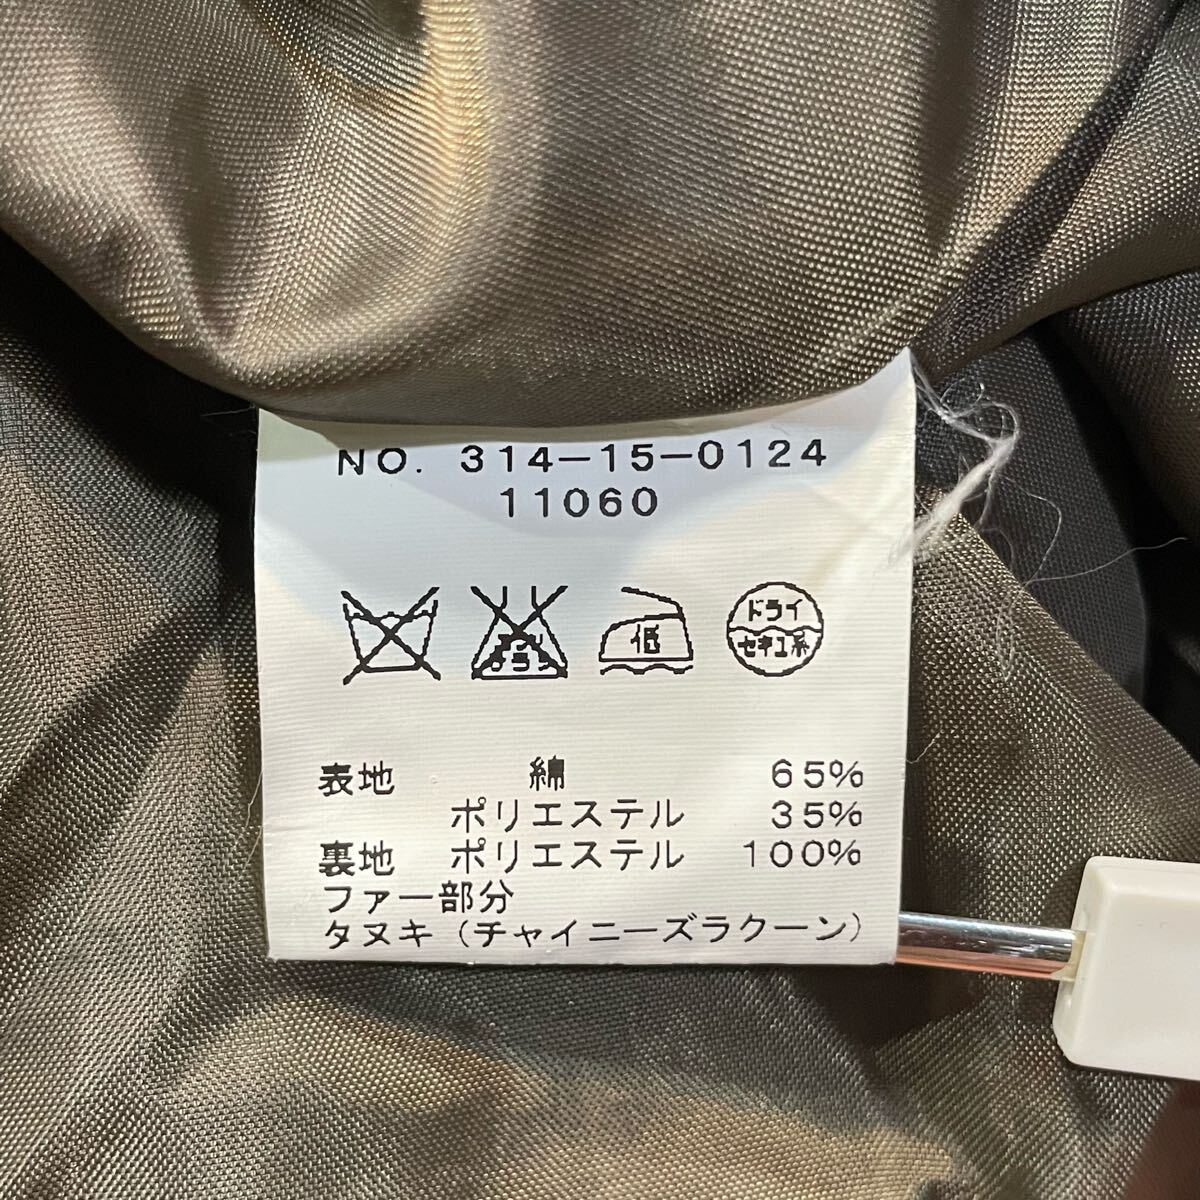 NO. 314-15-0124
11060
低 ドライ
セキユ系
表地 綿 65%
ポリエステル 35%
裏地 ポリエステル 100%
ファー部分
タヌキ(チャイニーズラクーン)